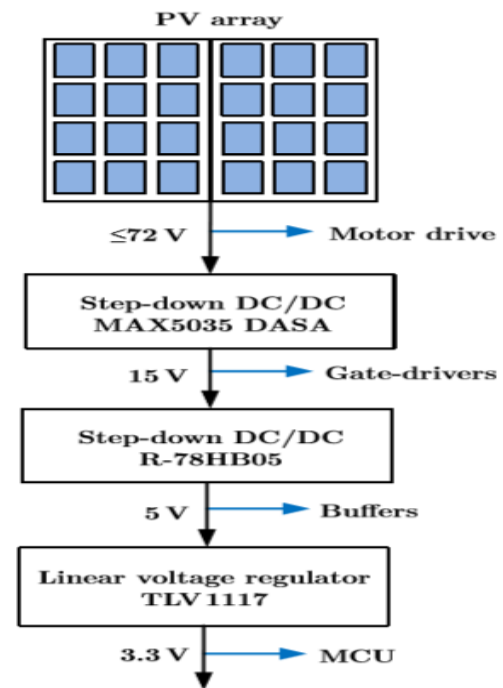 PV array
≤72 V
Motor drive
Step-down DC/DC
MAX5035 DASA
15 V
Gate-drivers
Step-down DC/DC
R-78HB05
5 V
Buffers
Linear voltage regulator
TLV1117
3.3 V
MCU